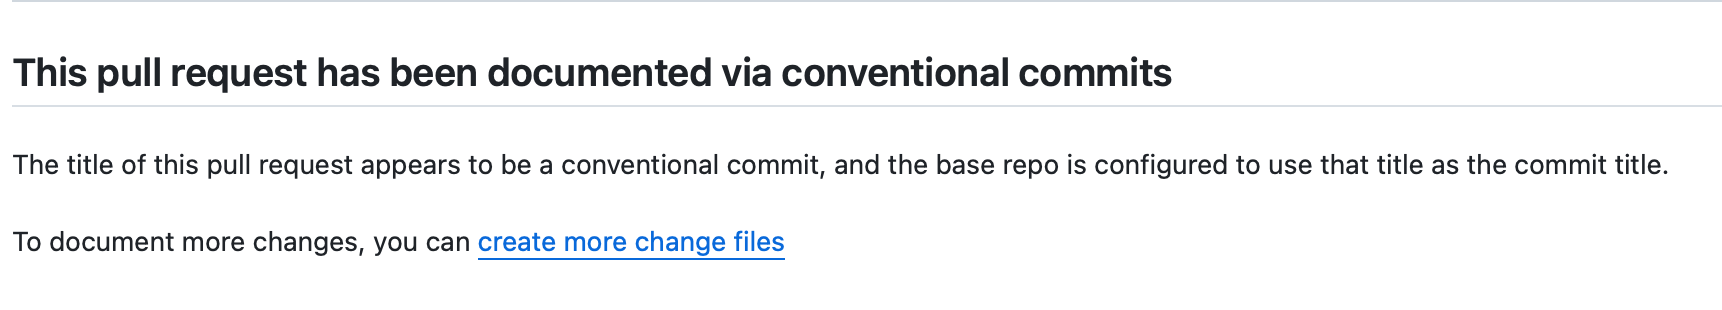 This pull request has been documented via conventional commits
The title of this pull request appears to be a conventional commit, and the base repo is configured to use that title as the commit title.
To document more changes, you can create more change files